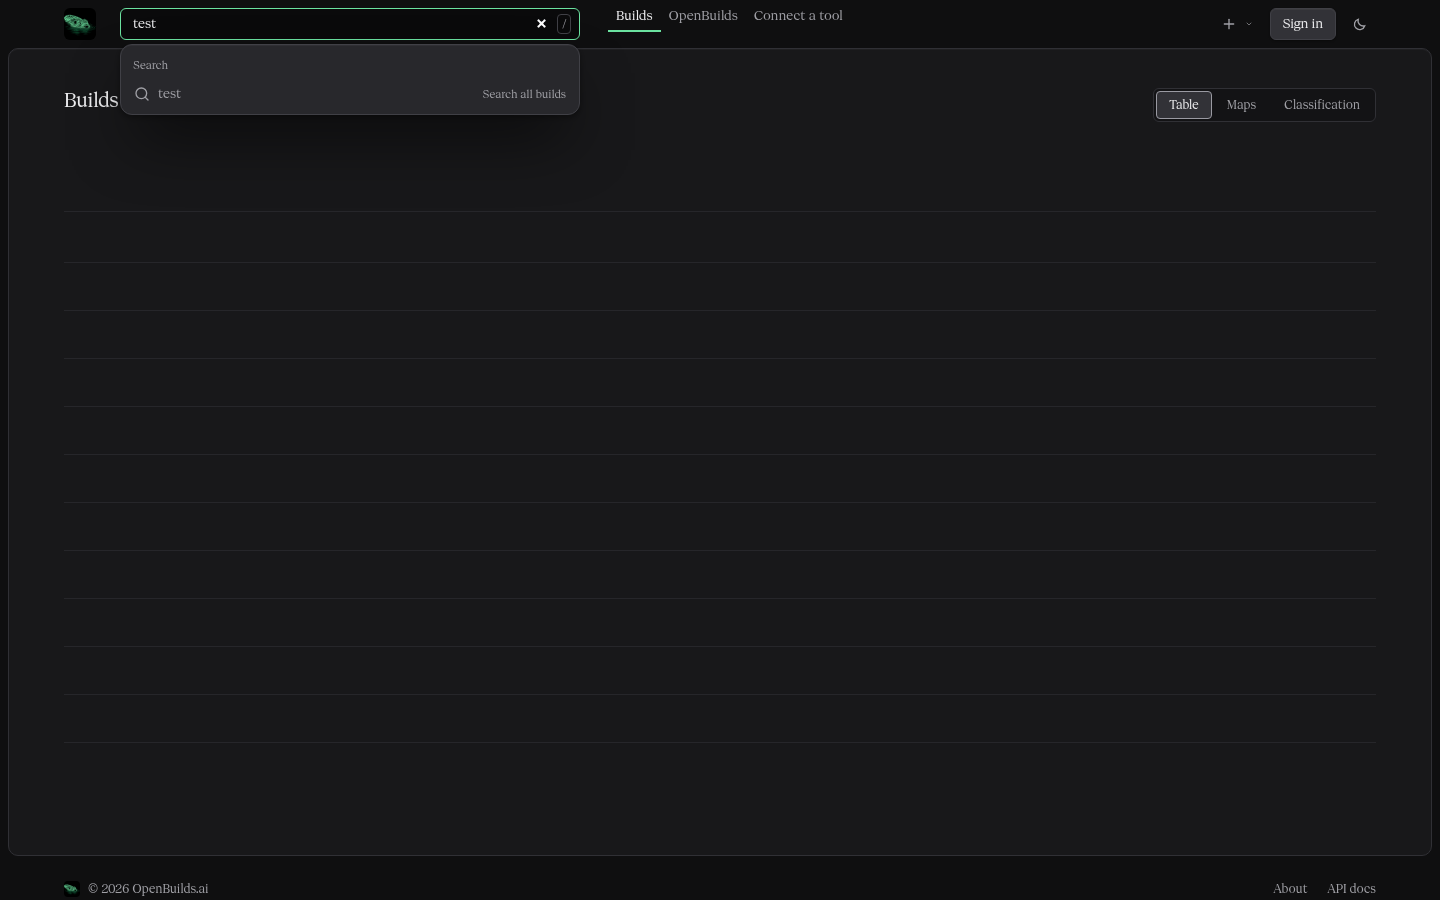 test
/
Builds
OpenBuilds
Connect a tool
Sign in
Search
test
Search all builds
Builds
Table
Maps
Classification
© 2026 OpenBuilds.ai
About
API docs